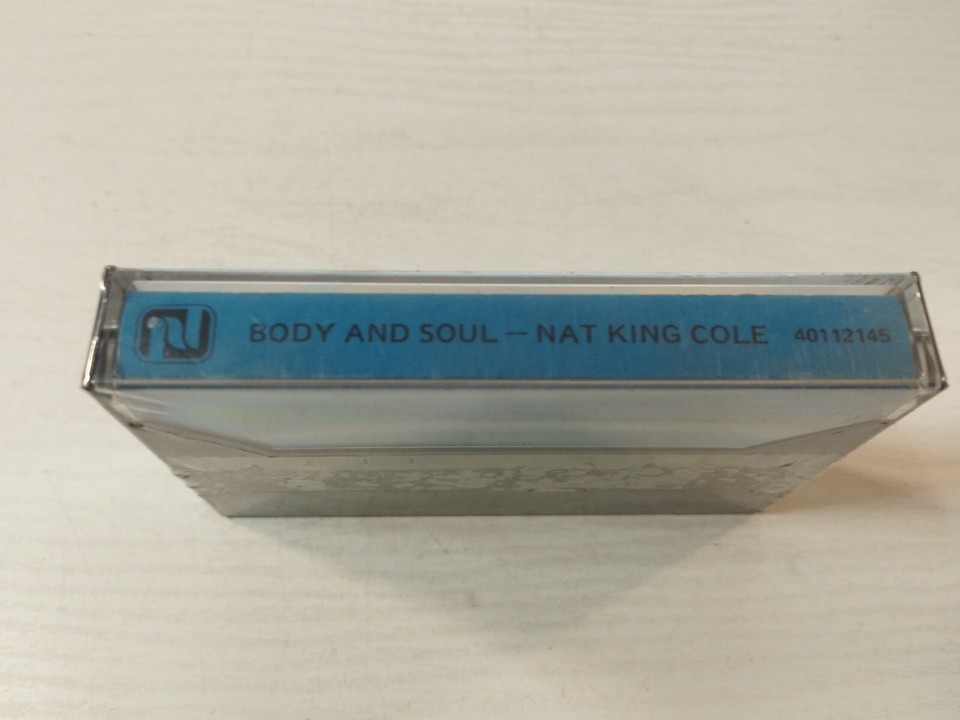 BODY AND SOUL — NAT KING COLE 40112145